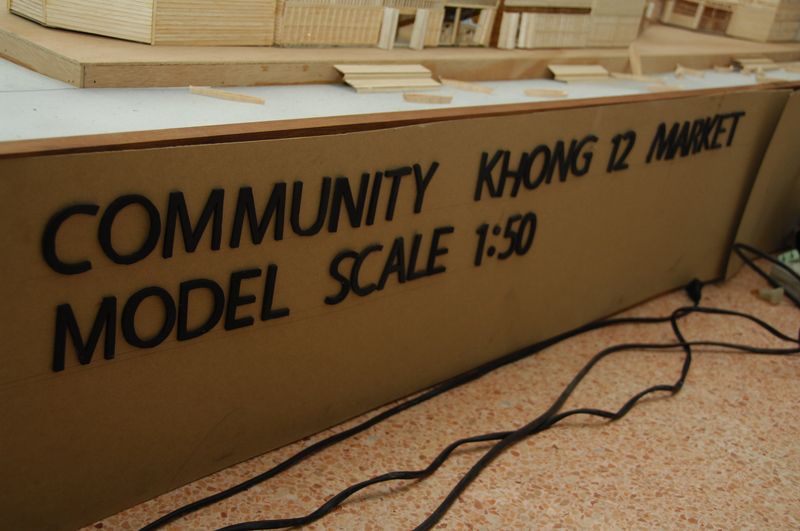 COMMUNITY KHONG 12 MARKET
MODEL SCALE 1:50